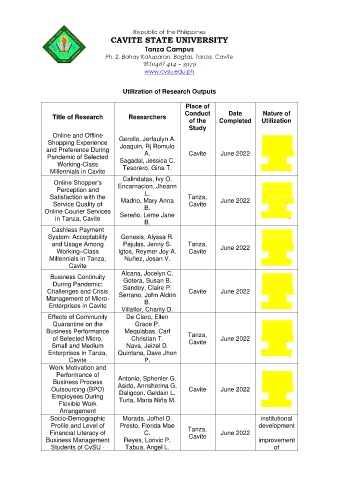 Republic of the Philippines
CAVITE STATE UNIVERSITY
Tanza Campus
Ph. 2, Bahay Katuparan, Bagtas, Tanza, Cavite
(046) 414 – 3979
www.cvsu.edu.ph
Utilization of Research Outputs
Title of Research
Researchers
Place of
Conduct
of the
Study
Date
Completed
Nature of
Utilization
Online and Offline
Shopping Experience
and Preference During
Pandemic of Selected
Working-Class
Millennials in Cavite
Gerollo, Jerfaulyn A.
Joaquin, Rj Romulo
A.
Sagadal, Jessica C.
Tesorero, Gina T.
Cavite
June 2022
Online Shopper's
Perception and
Satisfaction with the
Service Quality of
Online Courier Services
in Tanza, Cavite
Calindatas, Ivy O.
Encarnacion, Jheann
L.
Madrio, Mary Anna
B.
Sereño, Leme Jane
B.
Tanza,
Cavite
June 2022
Cashless Payment
System: Acceptability
and Usage Among
Working–Class
Millennials in Tanza,
Cavite
Genesis, Alyssa R.
Pajulas, Jenny S.
Igtos, Reymer Joy A.
Nuñez, Josan V.
Tanza,
Cavite
June 2022
Business Continuity
During Pandemic:
Challenges and Crisis
Management of Micro-
Enterprises in Cavite
Alcana, Jocelyn C.
Gotera, Susan B.
Sandoy, Claire P.
Serrano, John Aldrin
B.
Villaflor, Charity D.
Cavite
June 2022
Effects of Community
Quarantine on the
Business Performance
of Selected Micro,
Small and Medium
Enterprises in Tanza,
Cavite
De Claro, Ellen
Grace P.
Mequiabas, Carl
Christian T.
Nava, Jeizel D.
Quintana, Dave Jhon
P.
Tanza,
Cavite
June 2022
Work Motivation and
Performance of
Business Process
Outsourcing (BPO)
Employees During
Flexible Work
Arrangement
Antonio, Sphenier G.
Asido, Annsherina G.
Daigcon, Geldain L.
Turla, Maria Niña M.
Cavite
June 2022
Socio-Demographic
Profile and Level of
Financial Literacy of
Business Management
Students of CvSU -
Morada, Jofhel D.
Presto, Florida Mae
C.
Reyes, Lorivic P.
Tabua, Angel L.
Tanza,
Cavite
June 2022
institutional
development
improvement
of